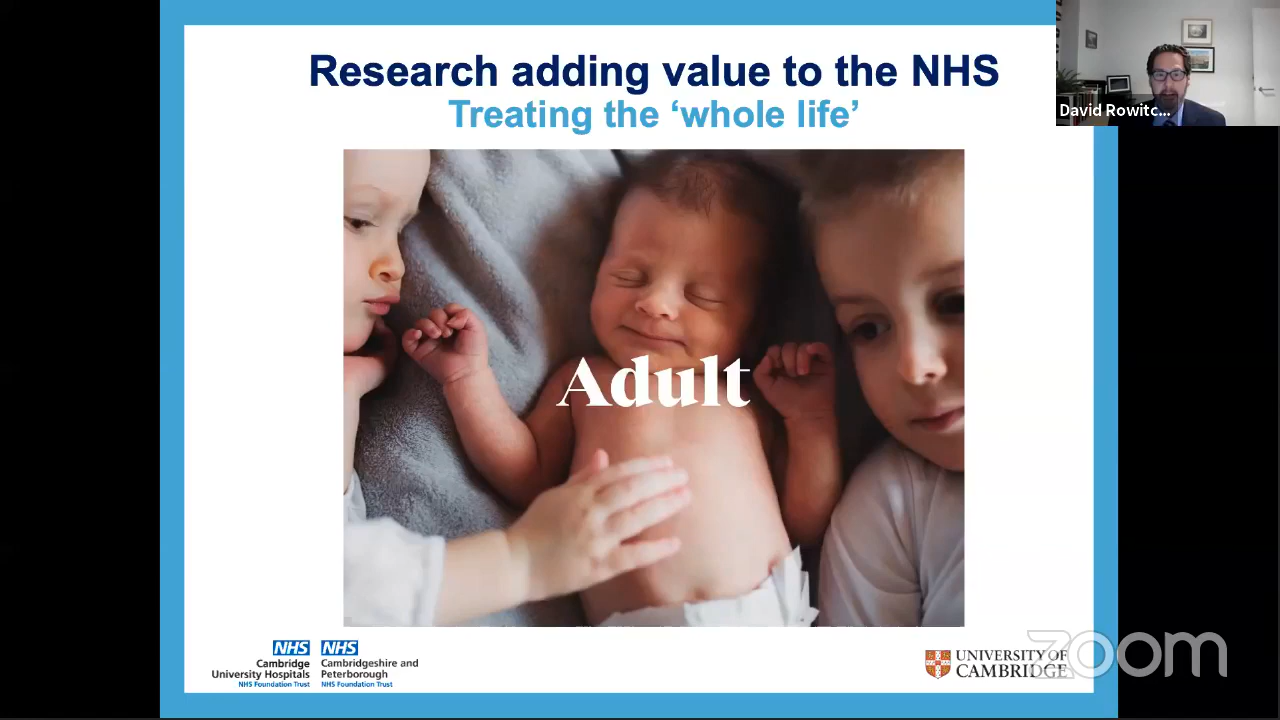 Research adding value to the NHS
Treating the ‘whole life’
David Rowitc...
Adult
NHS
Cambridge
University Hospitals
NHS Foundation Trust
NHS
Cambridgeshire and
Peterborough
NHS Foundation Trust
UNIVERSITY OF
CAMBRIDGE
zoom